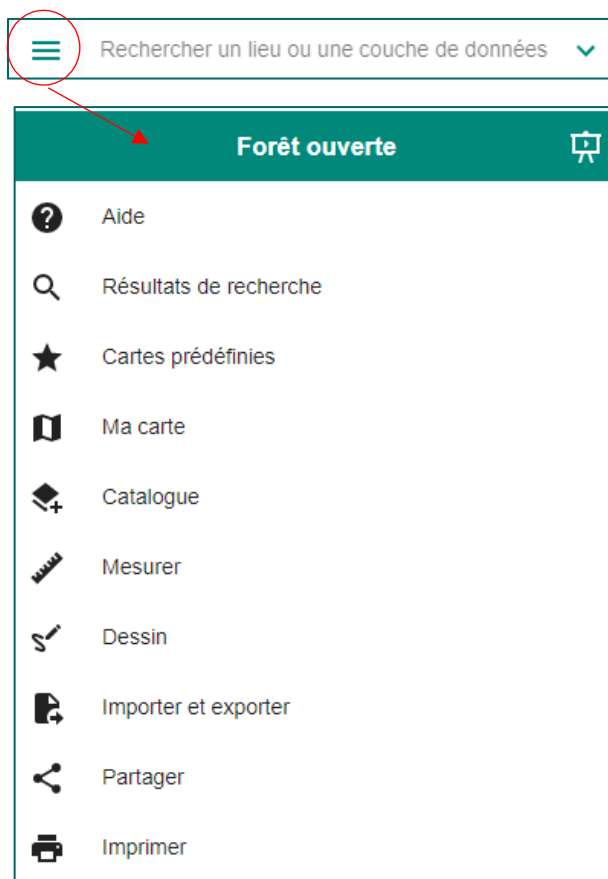 Rechercher un lieu ou une couche de données
Forêt ouverte
Aide
Résultats de recherche
Cartes prédéfinies
Ma carte
Catalogue
Mesurer
Dessin
Importer et exporter
Partager
Imprimer